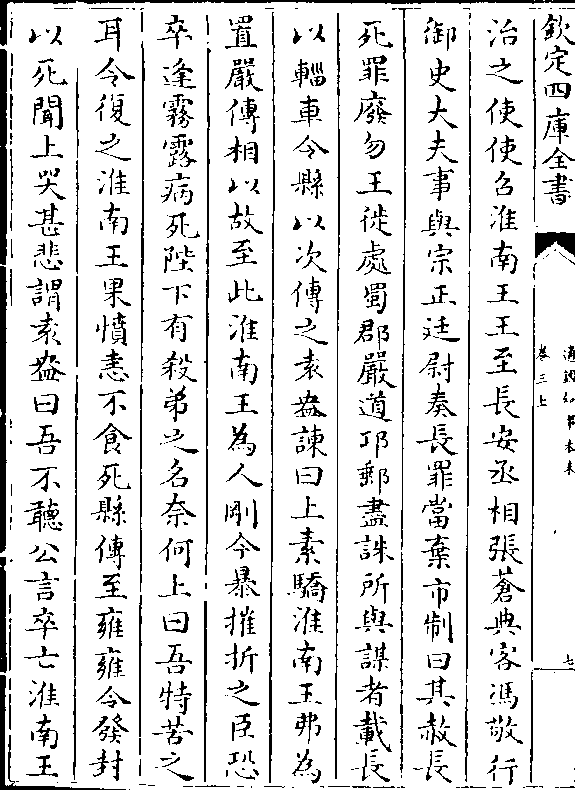 欽定四庫全書
通鑑紀事本末
卷三上
七
治之使使召淮南王王至長安丞相張蒼典客馮敬行
御史大夫事與宗正廷尉奏長罪當棄市制曰其赦長
死罪廢勿王徙處蜀郡嚴道邛郵盡誅所與謀者載長
以輜車令縣以次傳之袁盎諫曰上素驕淮南王弗為
置嚴傅相以故至此淮南王為人剛今暴摧折之臣恐
卒逢霧露病死陛下有殺弟之名奈何上曰吾特苦之
耳今復之淮南王果憤恚不食死縣傳至雍雍令發封
以死聞上哭甚悲謂袁盎曰吾不聽公言卒亡淮南王